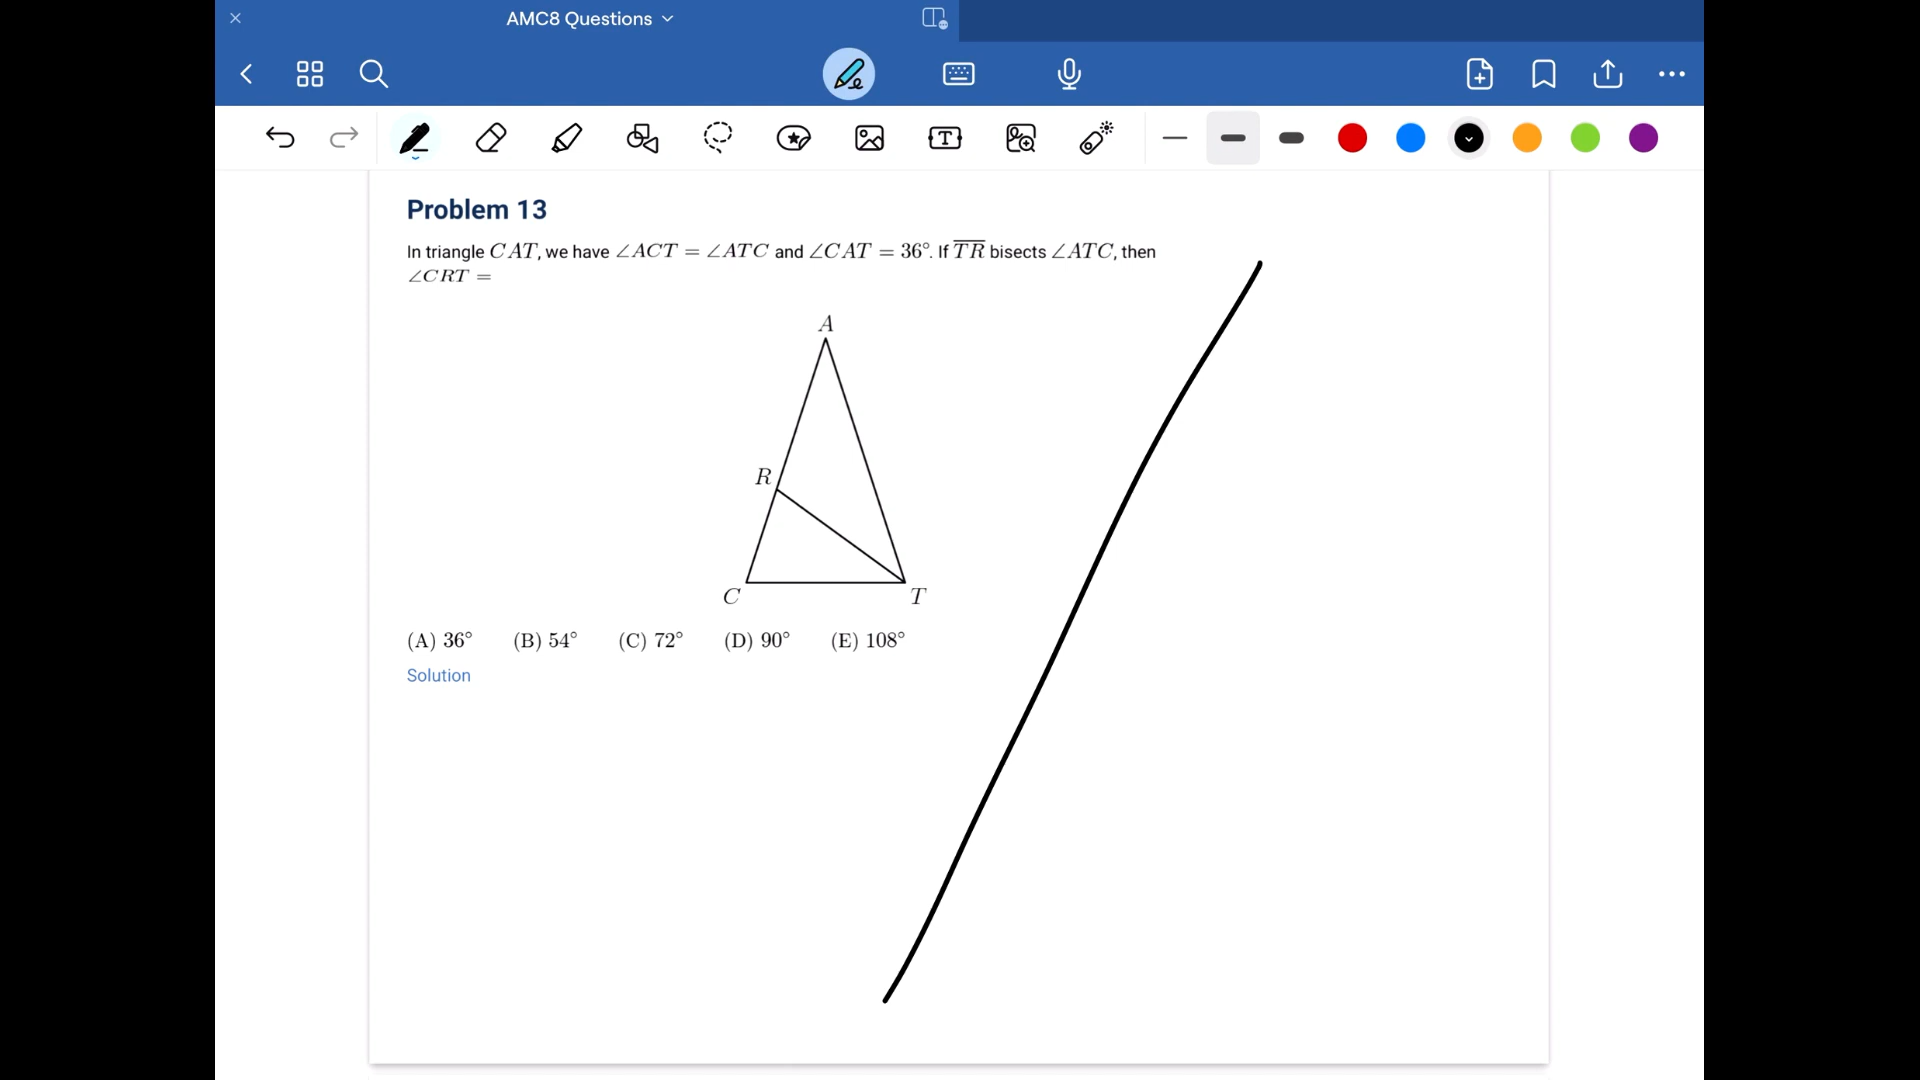 AMC8 Questions
T
Problem 13
In triangle CAT, we have ∠ACT = ∠ATC and ∠CAT = 36°. If \overline{TR} bisects ∠ATC, then
∠CRT =
A
R
C
T
(A) 36° (B) 54° (C) 72° (D) 90° (E) 108°
Solution